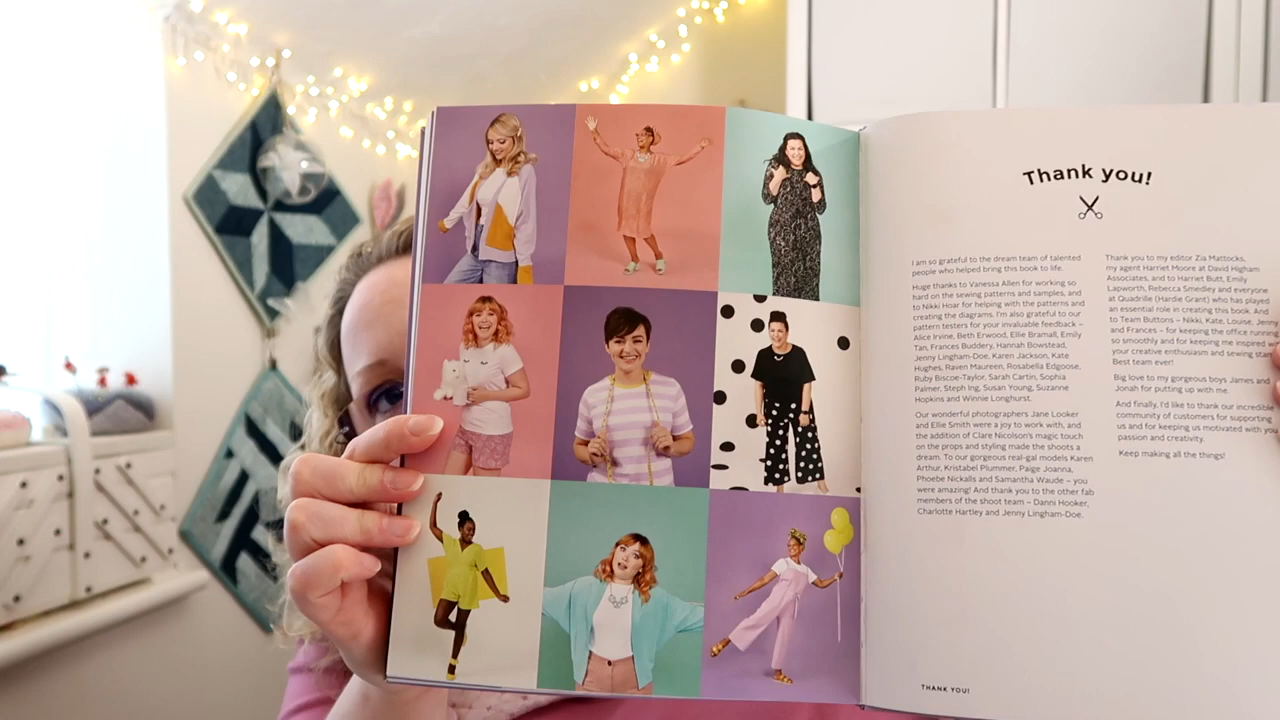 Thank you!
I am so grateful to the dream team of talented
people who helped bring this book to life.
Huge thanks to Vanessa Allen for working so
hard on the sewing patterns and samples, and
to Nikki Hoar for helping with the patterns and
creating the diagrams. I'm also grateful to our
pattern testers for your invaluable feedback –
Alice Irvine, Beth Erwood, Ellie Bramall, Emily
Tan, Frances Buddery, Hannah Bowstead,
Jenny Lingham-Doe, Karen Jackson, Kate
Hughes, Raven Maureen, Rosabella Edgoose,
Ruby Biscoe-Taylor, Sarah Cartin, Sophia
Palmer, Steph Ing, Susan Young, Suzanne
Hopkins and Winnie Longhurst.
Our wonderful photographers Jane Looker
and Ellie Smith were a joy to work with, and
the addition of Clare Nicolson's magic touch
on the props and styling made the shoots a
dream. To our gorgeous real-gal models Karen
Arthur, Kristabel Plummer, Paige Joanna,
Phoebe Nickalls and Samantha Waude – you
were amazing! And thank you to the other fab
members of the shoot team – Danni Hooker,
Charlotte Hartley and Jenny Lingham-Doe.
Thank you to my editor Zia Mattocks,
my agent Harriet Moore at David Higham
Associates, and to Harriet Butt, Emily
Lapworth, Rebecca Smedley and everyone
at Quadrille (Hardie Grant) who has played
an essential role in creating this book. And
to Team Buttons – Nikki, Kate, Louise, Jenny
and Frances – for keeping the office running
so smoothly and for keeping me inspired
your creative enthusiasm and sewing
Best team ever!
Big love to my gorgeous boys James and
Jonah for putting up with me.
And finally, I'd like to thank our incredible
community of customers for supporting
us and for keeping us motivated with
passion and creativity.
Keep making all the things!
THANK YOU!